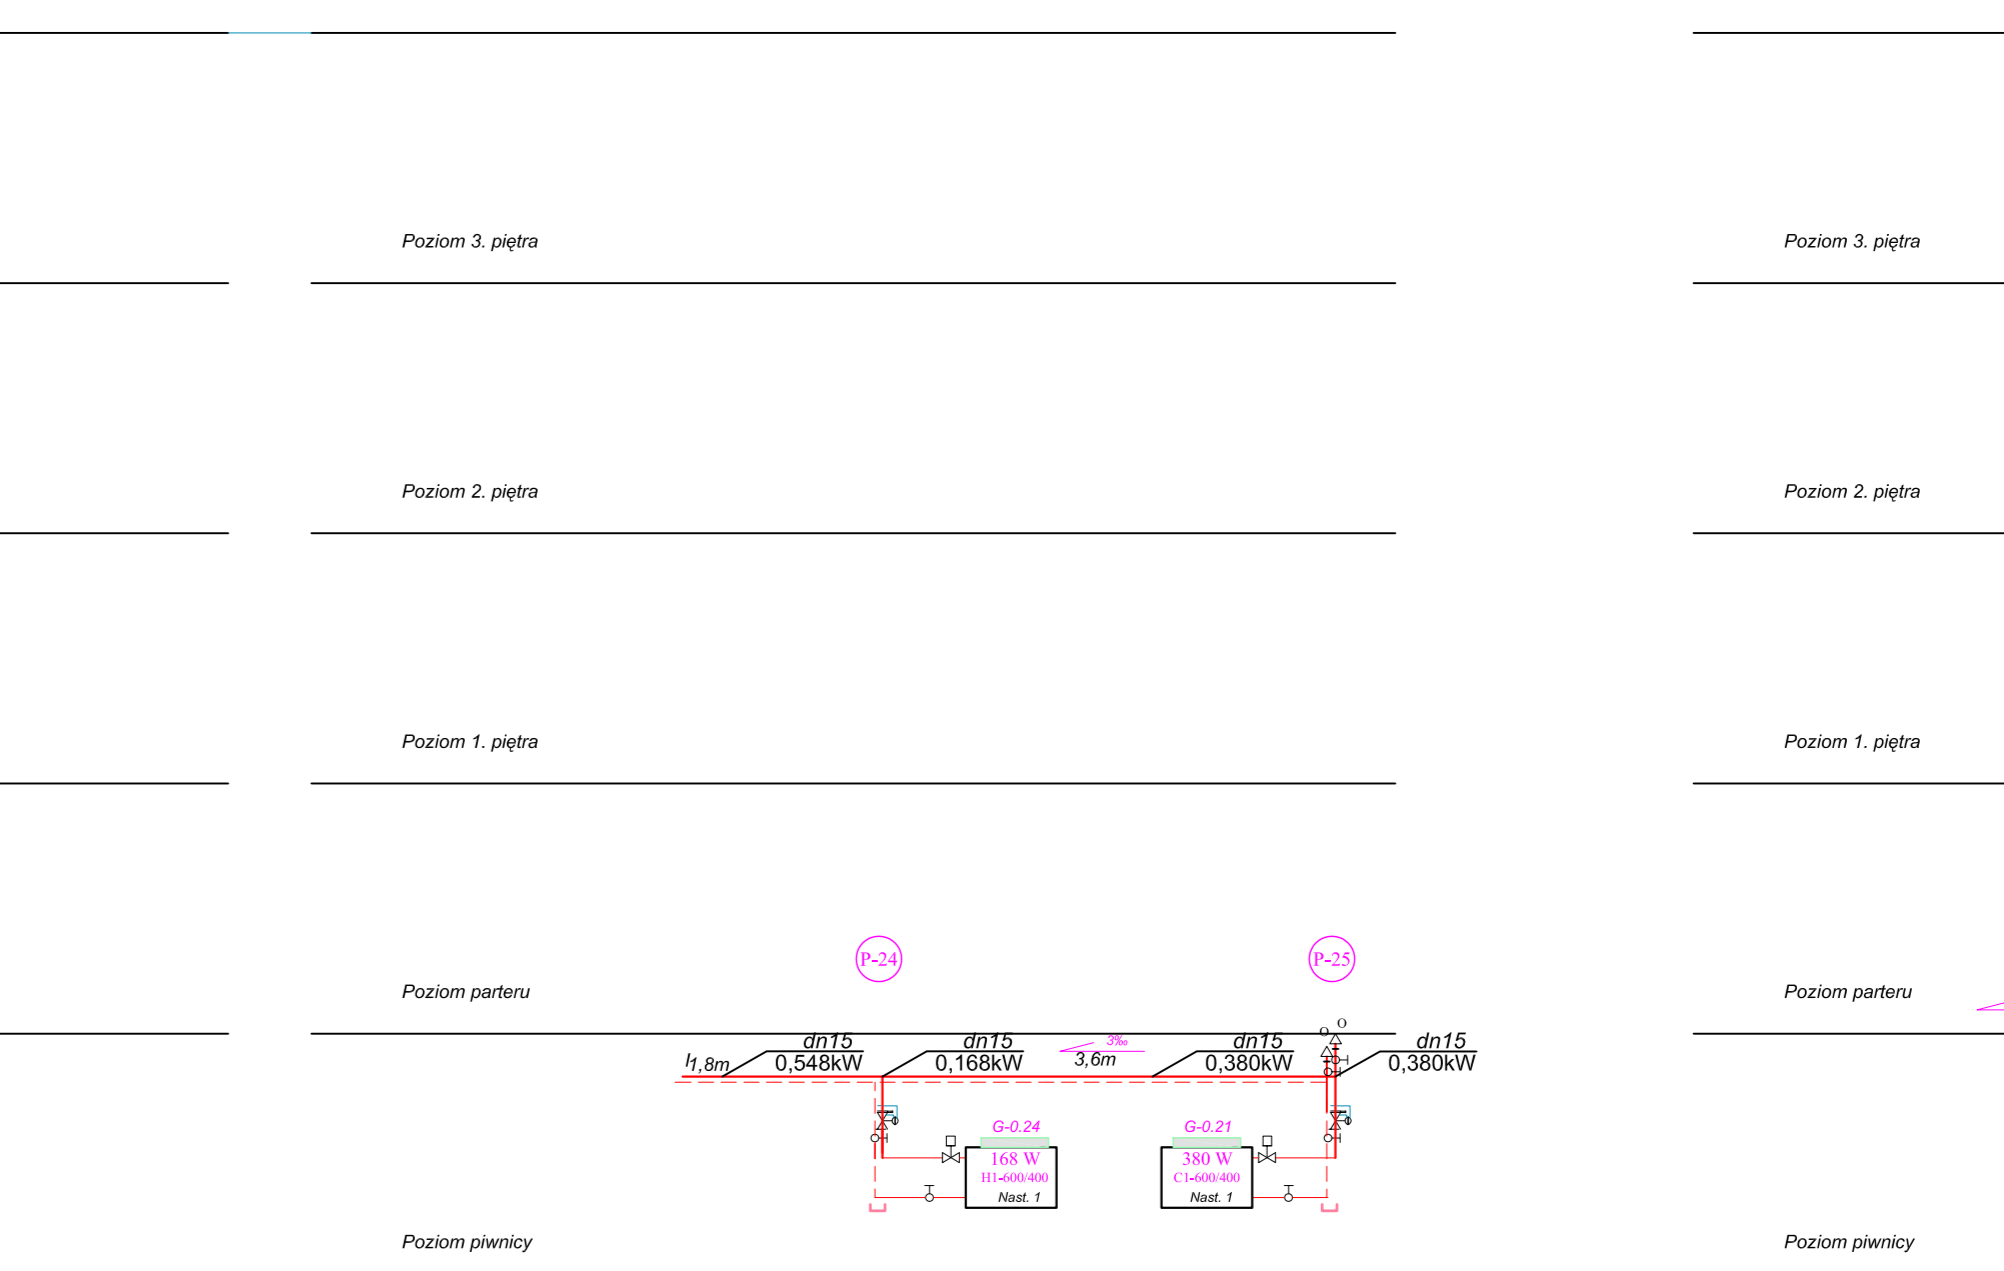 Poziom 3. piętra
Poziom 3. piętra
Poziom 2. piętra
Poziom 2. piętra
Poziom 1. piętra
Poziom 1. piętra
P-24
P-25
Poziom parteru
Poziom parteru
O
O
dn15
dn15
3‰
dn15
dn15
1,8m
0,548kW
0,168kW
3,6m
0,380kW
0,380kW
G-0.24
G-0.21
168 W
380 W
H1-600/400
C1-600/400
Nast. 1
Nast. 1
Poziom piwnicy
Poziom piwnicy